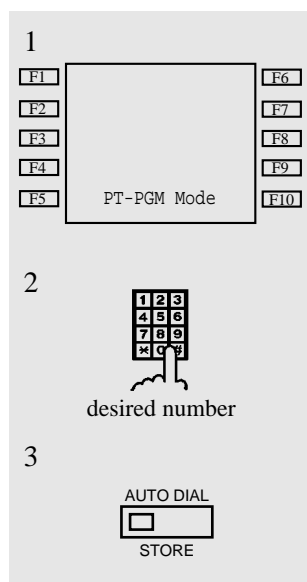 1
F1 F6
F2 F7
F3 F8
F4 F9
F5 PT-PGM Mode F10
2
1 2 3
4 5 6
7 8 9
* 0 #
desired number
3
AUTO DIAL
STORE